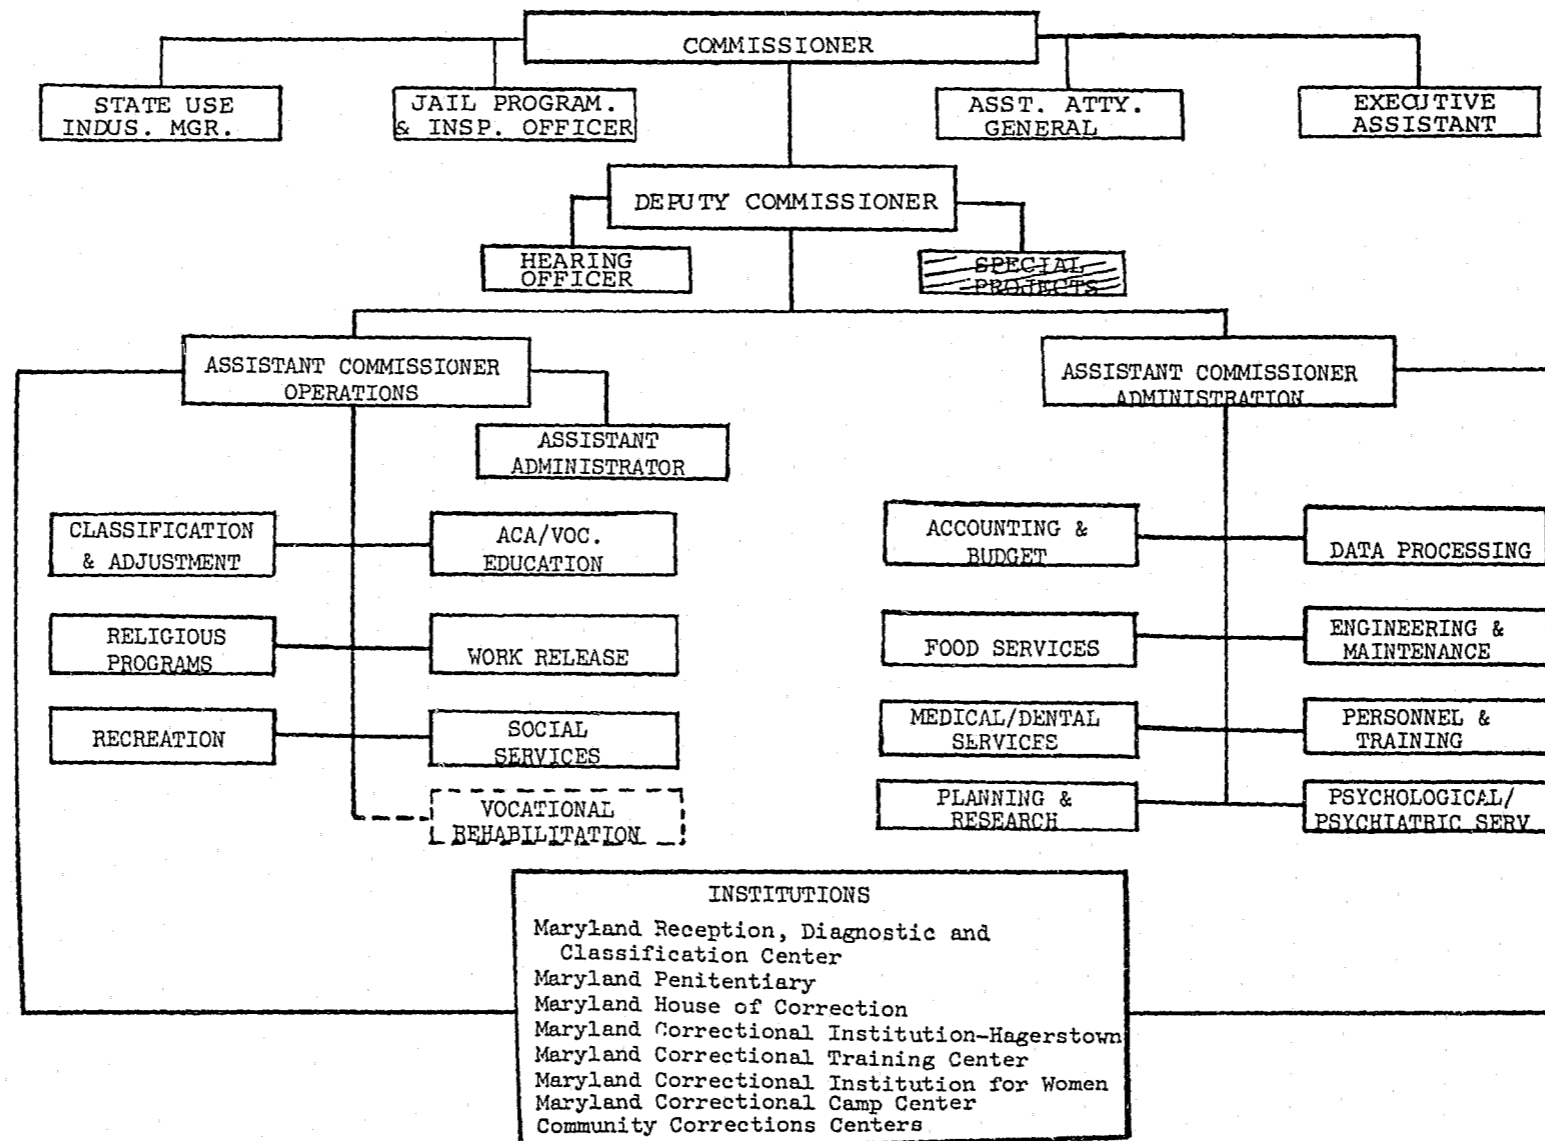 COMMISSIONER
STATE USE
INDUS. MGR.
JAIL PROGRAM.
& INSP. OFFICER
ASST. ATTY.
GENERAL
EXECUTIVE
ASSISTANT
DEPUTY COMMISSIONER
HEARING
OFFICER
SPECIAL
PROJECTS
ASSISTANT COMMISSIONER
OPERATIONS
ASSISTANT COMMISSIONER
ADMINISTRATION
ASSISTANT
ADMINISTRATOR
CLASSIFICATION
& ADJUSTMENT
ACA/VOC.
EDUCATION
ACCOUNTING &
BUDGET
DATA PROCESSING
RELIGIOUS
PROGRAMS
WORK RELEASE
FOOD SERVICES
ENGINEERING &
MAINTENANCE
RECREATION
SOCIAL
SERVICES
MEDICAL/DENTAL
SERVICES
PERSONNEL &
TRAINING
VOCATIONAL
REHABILITATION
PLANNING &
RESEARCH
PSYCHOLOGICAL/
PSYCHIATRIC SERV
INSTITUTIONS
Maryland Reception, Diagnostic and
Classification Center
Maryland Penitentiary
Maryland House of Correction
Maryland Correctional Institution-Hagerstown
Maryland Correctional Training Center
Maryland Correctional Institution for Women
Maryland Correctional Camp Center
Community Corrections Centers